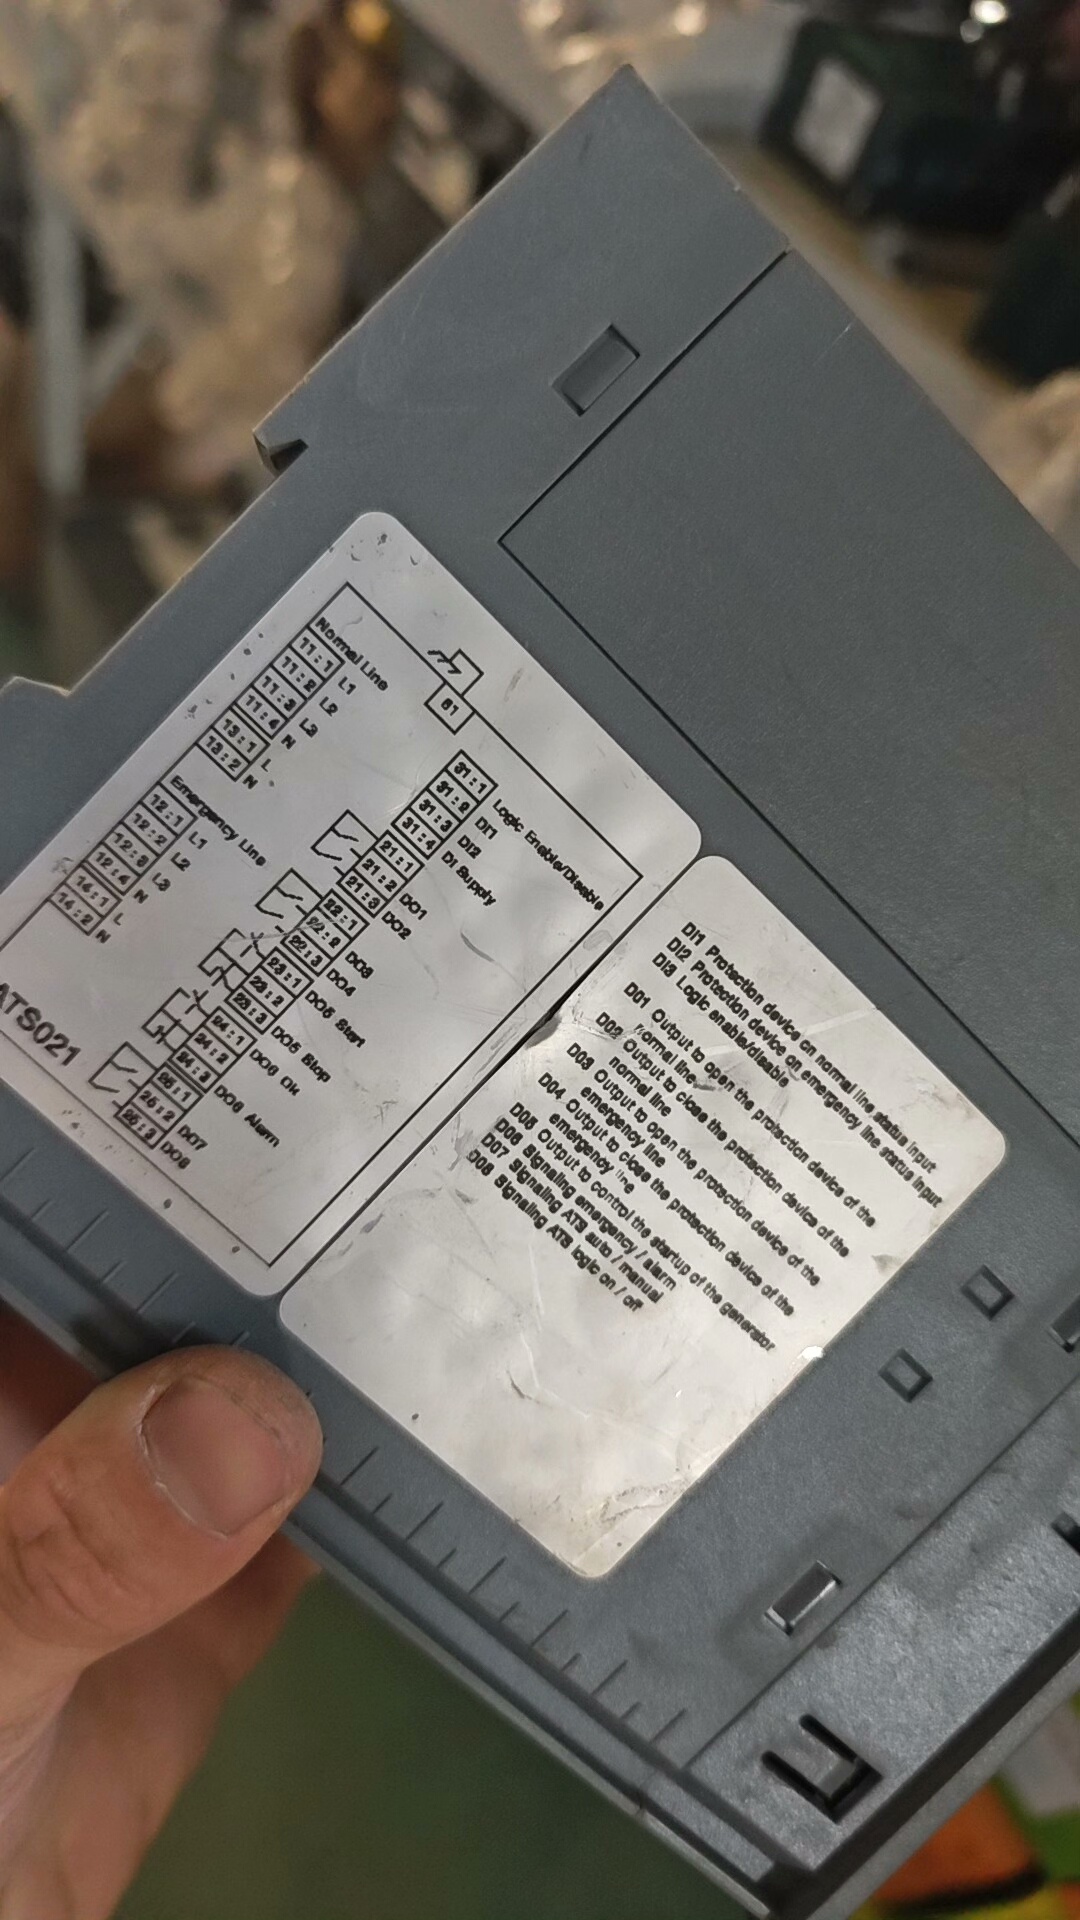 Normal Line
11:1 L1
11:2 L2
11:3 L3
11:4 N
13:1 L
13:2 N
Emergency Line
12:1 L1
12:2 L2
12:3 L3
12:4 N
14:1 L
14:2 N
ATS021
61
31:1 Logic Enable/Disable
31:2 DI1
31:3 DI2
31:4 DI Supply
21:1
21:2 DO1
21:3 DO2
22:1
22:2 DO3
22:3 DO4
23:1 DO5 Start
23:2
23:3 DO5 Stop
24:1 DO6 Ok
24:2
24:3 DO6 Alarm
25:1
25:2 DO7
25:3 DO8
DI1 Protection device on normal line status input
DI2 Protection device on emergency line status input
DI3 Logic enable/disable
D01 Output to open the protection device of the
normal line
D02 Output to close the protection device of the
normal line
D03 Output to open the protection device of the
emergency line
D04 Output to close the protection device of the
emergency line
D05 Output to control the startup of the generator
D06 Signaling emergency / alarm
D07 Signaling ATS auto / manual
D08 Signaling ATS logic on / off